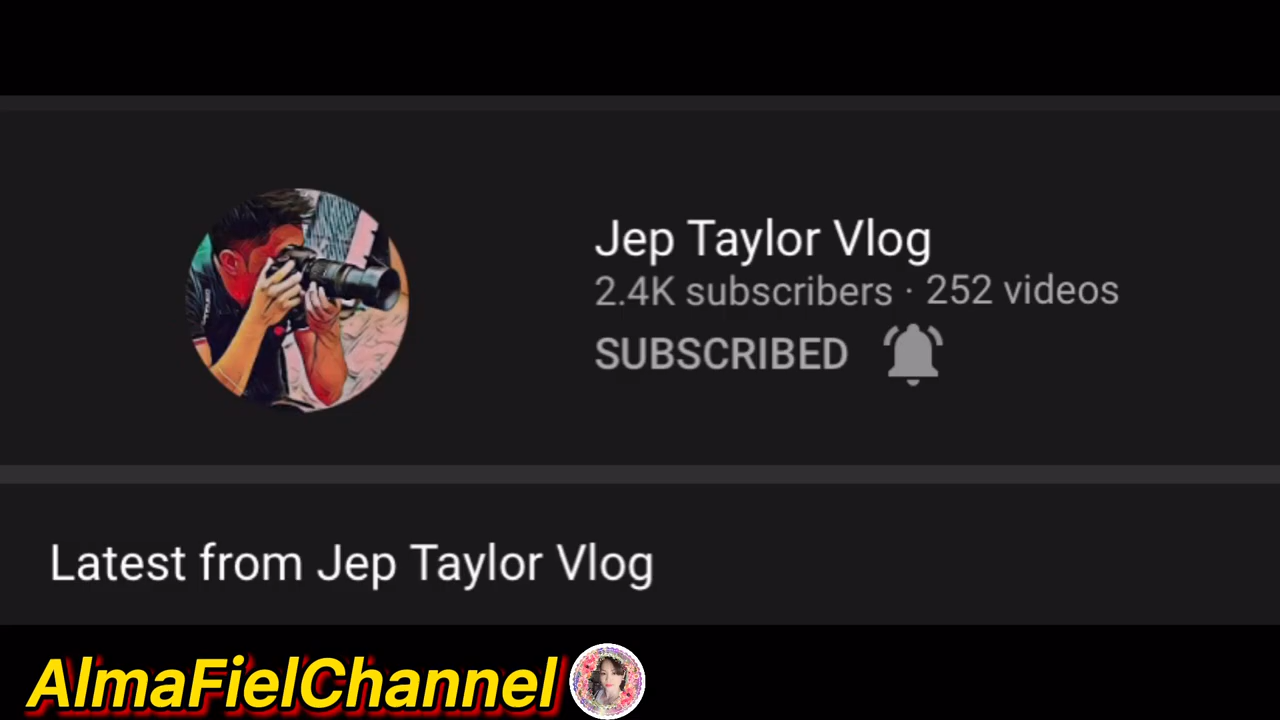 Jep Taylor Vlog
2.4K subscribers · 252 videos
SUBSCRIBED
Latest from Jep Taylor Vlog
AlmaFielChannel